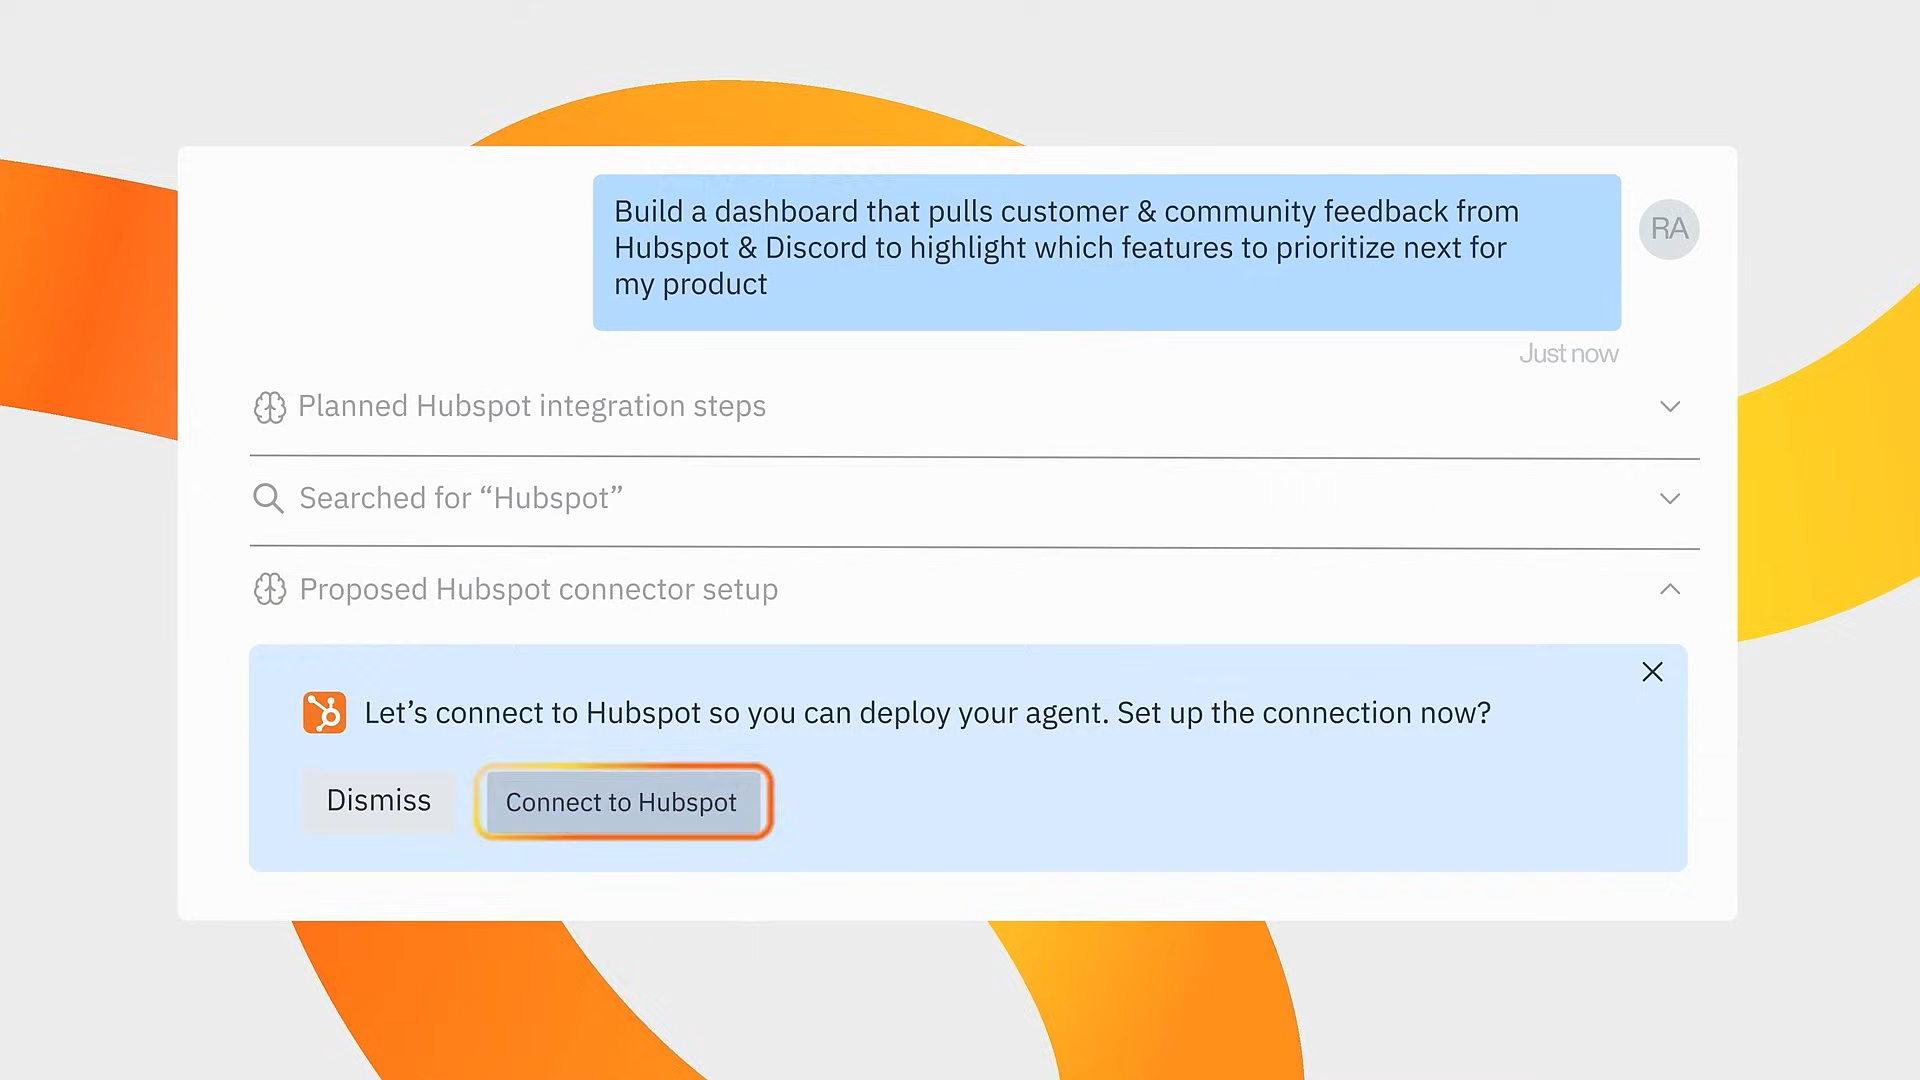 Build a dashboard that pulls customer & community feedback from
Hubspot & Discord to highlight which features to prioritize next for
my product
RA
Just now
Planned Hubspot integration steps
Searched for “Hubspot”
Proposed Hubspot connector setup
Let’s connect to Hubspot so you can deploy your agent. Set up the connection now?
Dismiss
Connect to Hubspot